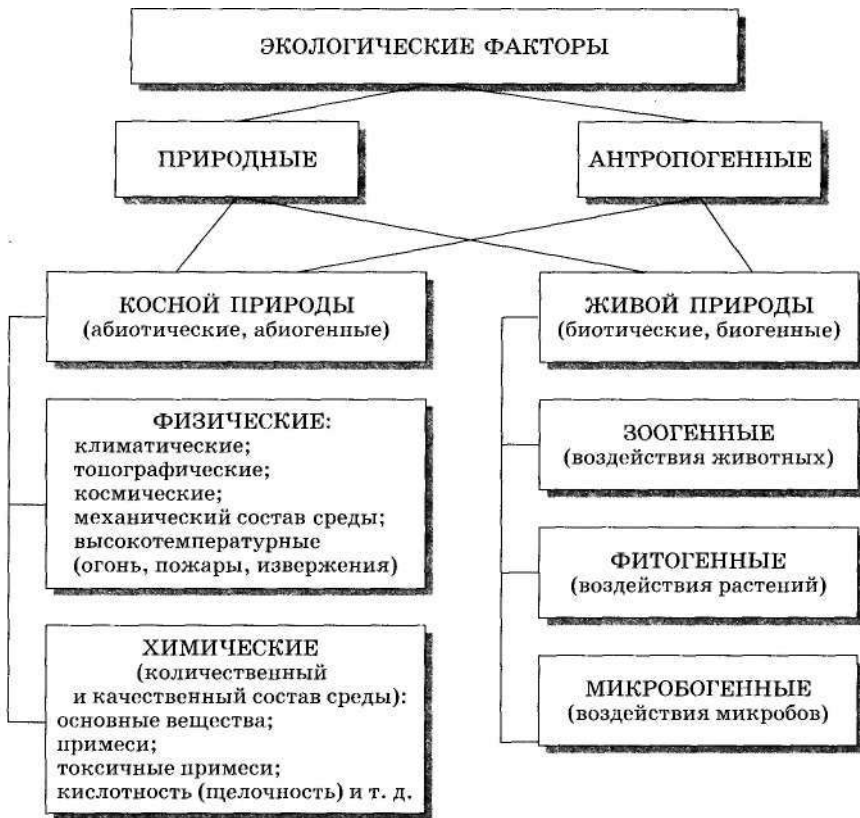 ЭКОЛОГИЧЕСКИЕ ФАКТОРЫ
ПРИРОДНЫЕ
АНТРОПОГЕННЫЕ
КОСНОЙ ПРИРОДЫ
(абиотические, абиогенные)
ФИЗИЧЕСКИЕ:
климатические;
топографические;
космические;
механический состав среды;
высокотемпературные
(огонь, пожары, извержения)
ХИМИЧЕСКИЕ
(количественный
и качественный состав среды):
основные вещества;
примеси;
токсичные примеси;
кислотность (щелочность) и т. д.
ЖИВОЙ ПРИРОДЫ
(биотические, биогенные)
ЗООГЕННЫЕ
(воздействия животных)
ФИТОГЕННЫЕ
(воздействия растений)
МИКРОБОГЕННЫЕ
(воздействия микробов)